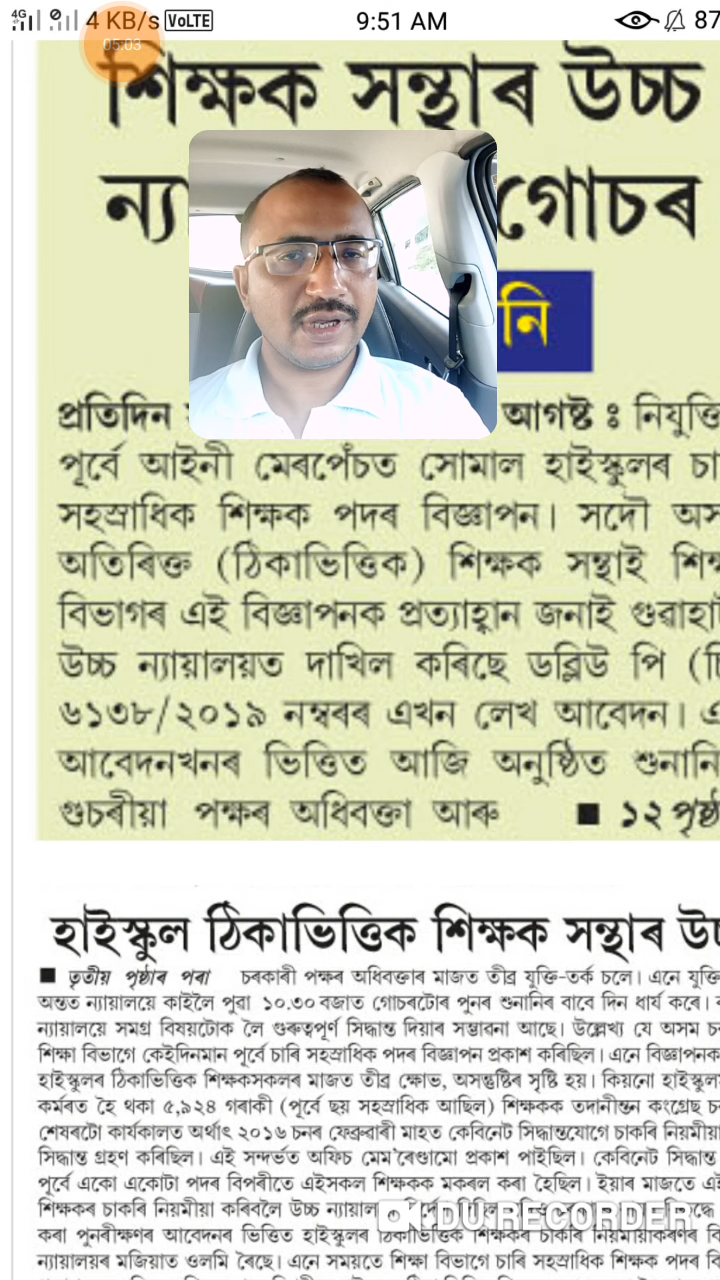 4G 4 KB/s VoLTE 9:51 AM 87
05:03
শিক্ষক সন্থাৰ উচ্চ
ন্যা গোচৰ
নি
প্ৰতিদিন আগষ্ট ঃ নিযুক্তি
পূৰ্বে আইনী মেৰপেঁচত সোমাল হাইস্কুলৰ চা
সহস্ৰাধিক শিক্ষক পদৰ বিজ্ঞাপন। সদৌ অস
অতিৰিক্ত (ঠিকাভিত্তিক) শিক্ষক সন্থাই শিক্ষ
বিভাগৰ এই বিজ্ঞাপনক প্ৰত্যাহ্বান জনাই গুৱাহা
উচ্চ ন্যায়ালয়ত দাখিল কৰিছে ডব্লিউ পি (চি
৬১৩৮/২০১৯ নম্বৰৰ এখন লেখ আবেদন। এ
আবেদনখনৰ ভিত্তিত আজি অনুষ্ঠিত শুনানি
গুচৰীয়া পক্ষৰ অধিবক্তা আৰু ■ ১২ পৃষ্ঠ
হাইস্কুল ঠিকাভিত্তিক শিক্ষক সন্থাৰ উচ
■ তৃতীয় পৃষ্ঠাৰ পৰা চৰকাৰী পক্ষৰ অধিবক্তাৰ মাজত তীব্ৰ যুক্তি-তৰ্ক চলে। এনে যুক্তি
অন্তত ন্যায়ালয়ে কাইলৈ পুৱা ১০.৩০ বজাত গোচৰটোৰ পুনৰ শুনানিৰ বাবে দিন ধাৰ্য কৰে।
ন্যায়ালয়ে সমগ্ৰ বিষয়টোক লৈ গুৰুত্বপূৰ্ণ সিদ্ধান্ত দিয়াৰ সম্ভাৱনা আছে। উল্লেখ্য যে অসম চ
শিক্ষা বিভাগে কেইদিনমান পূৰ্বে চাৰি সহস্ৰাধিক পদৰ বিজ্ঞাপন প্ৰকাশ কৰিছিল। এনে বিজ্ঞাপনক
হাইস্কুলৰ ঠিকাভিত্তিক শিক্ষকসকলৰ মাজত তীব্ৰ ক্ষোভ, অসন্তুষ্টিৰ সৃষ্টি হয়। কিয়নো হাইস্কুল
কৰ্মৰত হৈ থকা ৫,৯২৪ গৰাকী (পূৰ্বে ছয় সহস্ৰাধিক আছিল) শিক্ষকক তদানীন্তন কংগ্ৰেছ চ
শেষৰটো কাৰ্যকালত অৰ্থাৎ ২০১৬ চনৰ ফেব্ৰুৱাৰী মাহত কেবিনেট সিদ্ধান্তযোগে চাকৰি নিয়মীয়া
সিদ্ধান্ত গ্ৰহণ কৰিছিল। এই সন্দৰ্ভত অফিচ মেম'ৰেণ্ডামো প্ৰকাশ পাইছিল। কেবিনেট সিদ্ধান্ত
পূৰ্বে একো একোটা পদৰ বিপৰীতে এইসকল শিক্ষকক মকৰল কৰা হৈছিল। ইয়াৰ মাজতে এই
শিক্ষকৰ চাকৰি নিয়মীয়া কৰিবলৈ উচ্চ ন্যায়াল
DU RECORDER
কৰা পুনৰীক্ষণৰ আবেদনৰ ভিত্তিত হাইস্কুলৰ ঠিকাভিত্তিক শিক্ষকৰ চাকৰি নিয়মীয়াকৰণৰ
ন্যায়ালয়ৰ মজিয়াত ওলমি ৰৈছে। এনে সময়তে শিক্ষা বিভাগে চাৰি সহস্ৰাধিক শিক্ষক পদৰ বি